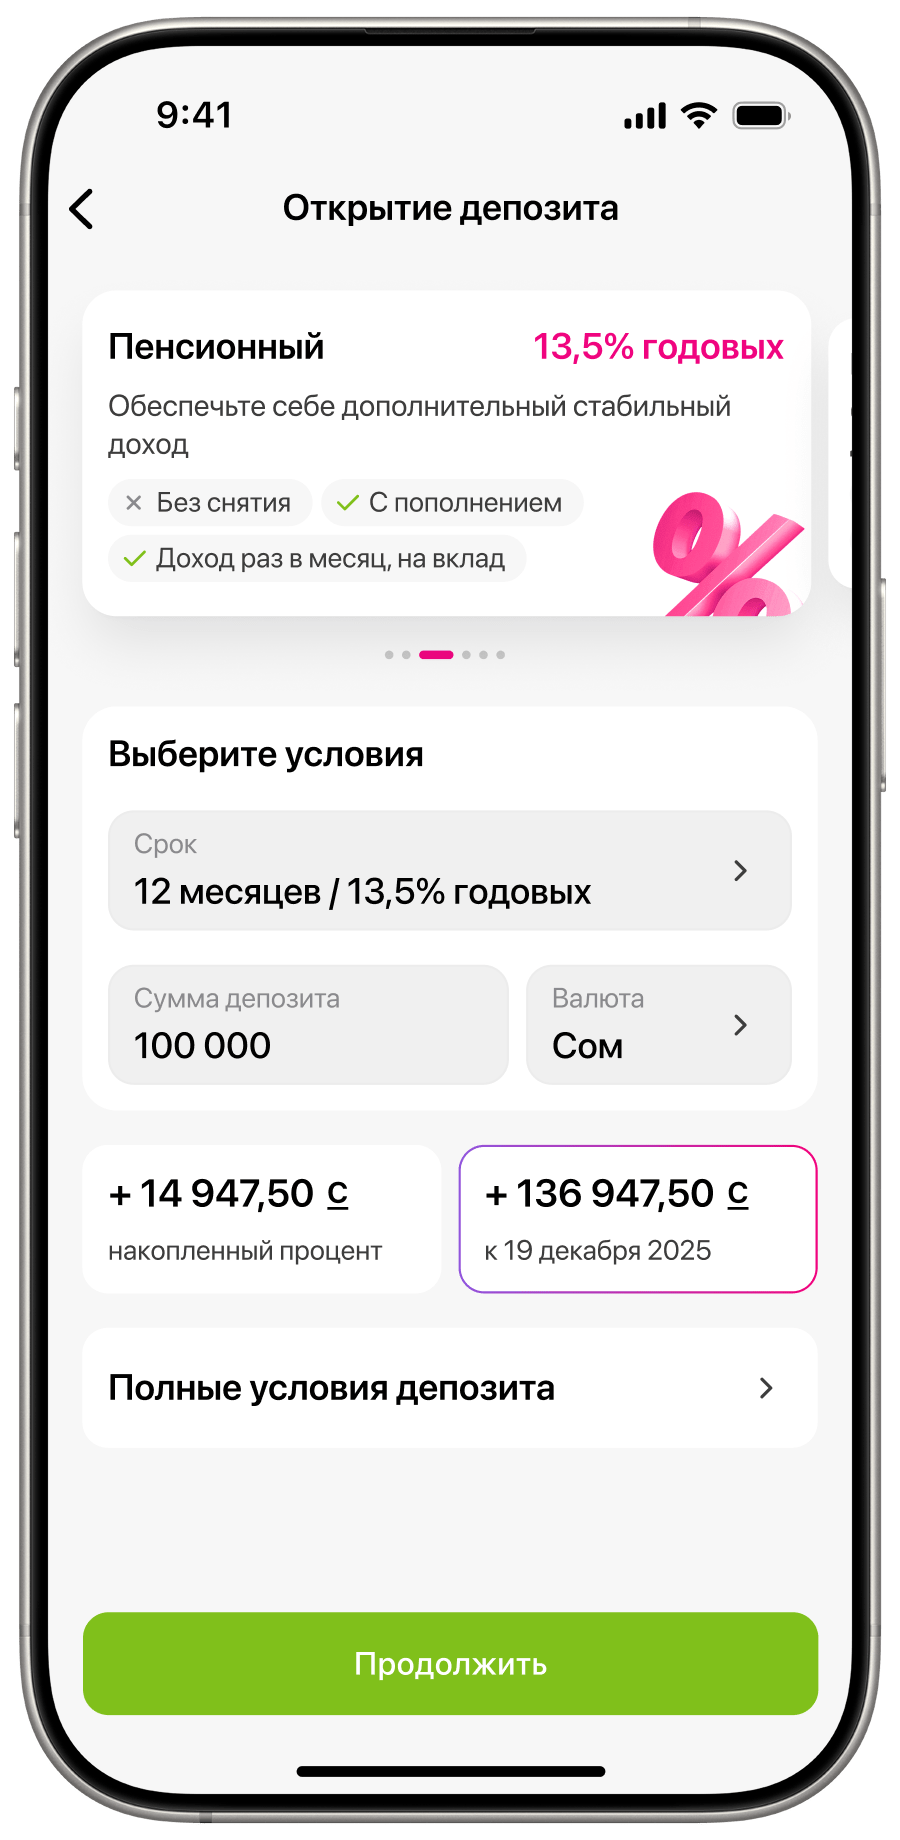 9:41
Открытие депозита
Пенсионный 13,5% годовых
Обеспечьте себе дополнительный стабильный
доход
Без снятия С пополнением
Доход раз в месяц, на вклад
%
Выберите условия
Срок
12 месяцев / 13,5% годовых
Сумма депозита Валюта
100 000 Сом
+ 14 947,50 с + 136 947,50 с
накопленный процент к 19 декабря 2025
Полные условия депозита
Продолжить